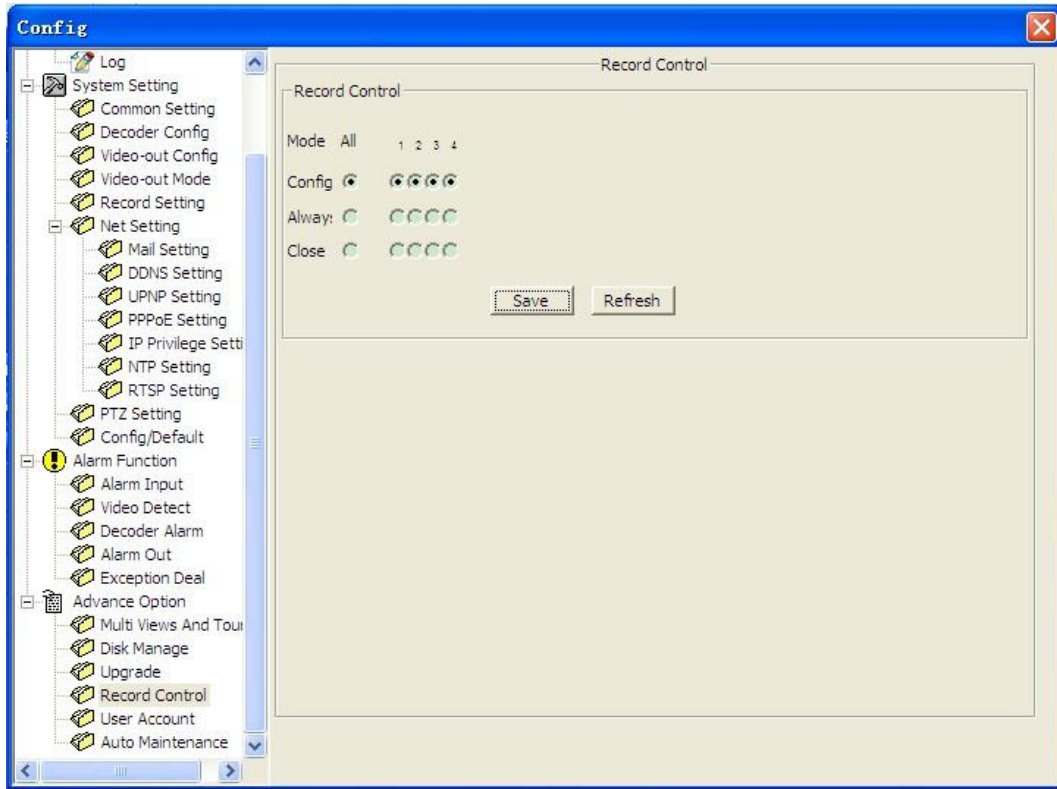 Config
Log
System Setting
Common Setting
Decoder Config
Video-out Config
Video-out Mode
Record Setting
Net Setting
Mail Setting
DDNS Setting
UPNP Setting
PPPoE Setting
IP Privilege Setti
NTP Setting
RTSP Setting
PTZ Setting
Config/Default
Alarm Function
Alarm Input
Video Detect
Decoder Alarm
Alarm Out
Exception Deal
Advance Option
Multi Views And Tour
Disk Manage
Upgrade
Record Control
User Account
Auto Maintenance
Record Control
Record Control
Mode All 1 2 3 4
Config
Always
Close
Save Refresh